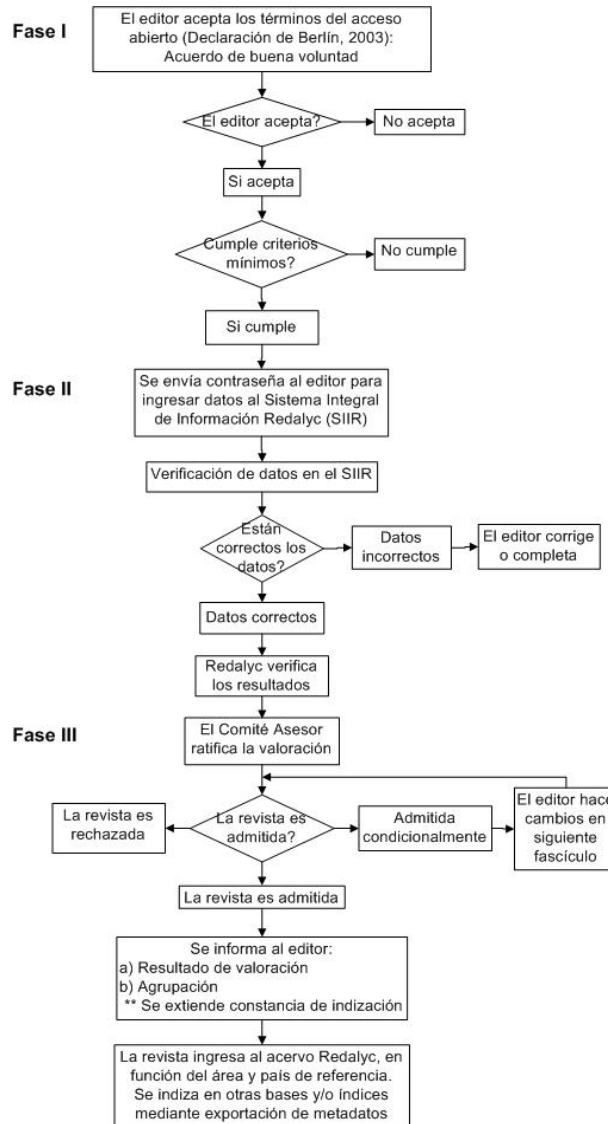 Fase I
El editor acepta los términos del acceso
abierto (Declaración de Berlín, 2003):
Acuerdo de buena voluntad
El editor acepta?
No acepta
Si acepta
Cumple criterios
mínimos?
No cumple
Si cumple
Fase II
Se envía contraseña al editor para
ingresar datos al Sistema Integral
de Información Redalyc (SIIR)
Verificación de datos en el SIIR
Están
correctos los
datos?
Datos
incorrectos
El editor corrige
o completa
Datos correctos
Redalyc verifica
los resultados
Fase III
El Comité Asesor
ratifica la valoración
La revista es
rechazada
La revista es
admitida?
Admitida
condicionalmente
El editor hace
cambios en
siguiente
fascículo
La revista es admitida
Se informa al editor:
a) Resultado de valoración
b) Agrupación
** Se extiende constancia de indización
La revista ingresa al acervo Redalyc, en
función del área y país de referencia.
Se indiza en otras bases y/o índices
mediante exportación de metadatos